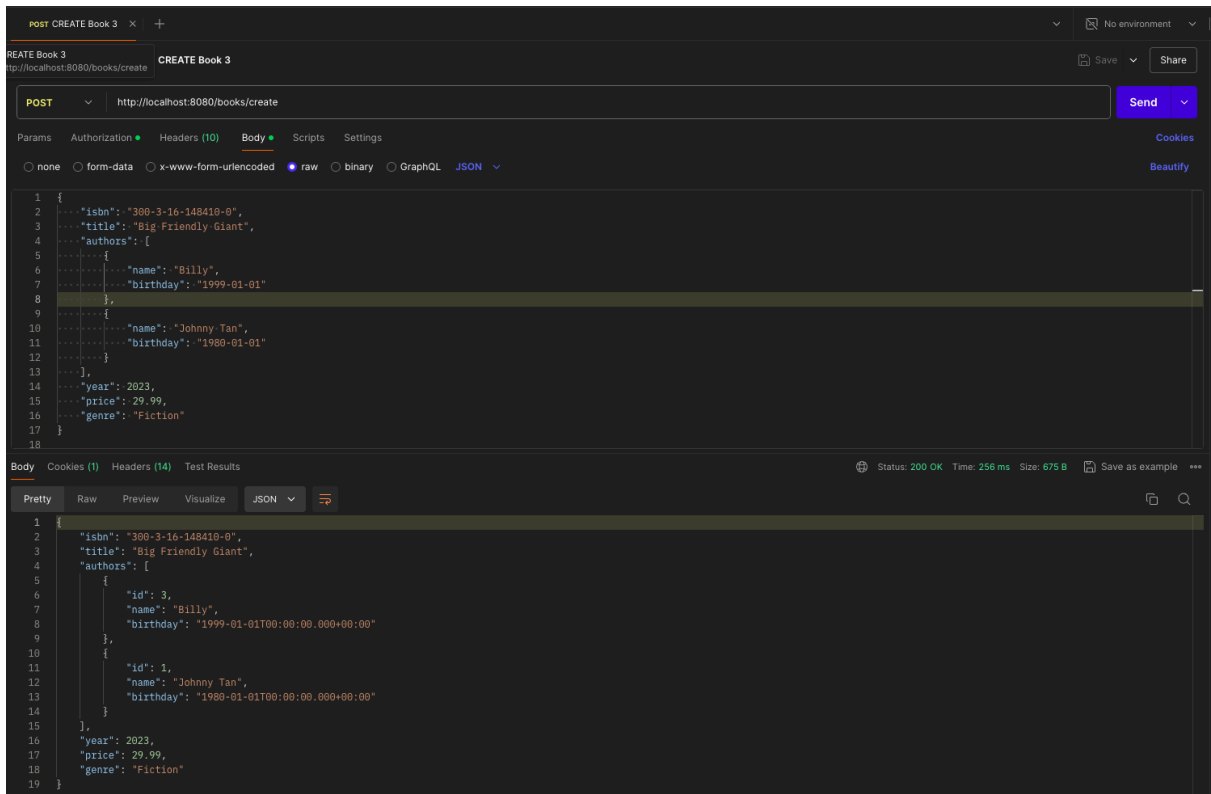 POST CREATE Book 3
No environment
REATE Book 3
ttp://localhost:8080/books/create
CREATE Book 3
Save
Share
POST
http://localhost:8080/books/create
Send
Params Authorization Headers (10) Body Scripts Settings Cookies
none form-data x-www-form-urlencoded raw binary GraphQL JSON Beautify
1 {
2 "isbn": "300-3-16-148410-0",
3 "title": "Big Friendly Giant",
4 "authors": [
5 {
6 "name": "Billy",
7 "birthday": "1999-01-01"
8 },
9 {
10 "name": "Johnny Tan",
11 "birthday": "1980-01-01"
12 }
13 ],
14 "year": 2023,
15 "price": 29.99,
16 "genre": "Fiction"
17 }
18
Body Cookies (1) Headers (14) Test Results Status: 200 OK Time: 256 ms Size: 675 B Save as example
Pretty Raw Preview Visualize JSON
1 {
2 "isbn": "300-3-16-148410-0",
3 "title": "Big Friendly Giant",
4 "authors": [
5 {
6 "id": 3,
7 "name": "Billy",
8 "birthday": "1999-01-01T00:00:00.000+00:00"
9 },
10 {
11 "id": 1,
12 "name": "Johnny Tan",
13 "birthday": "1980-01-01T00:00:00.000+00:00"
14 }
15 ],
16 "year": 2023,
17 "price": 29.99,
18 "genre": "Fiction"
19 }